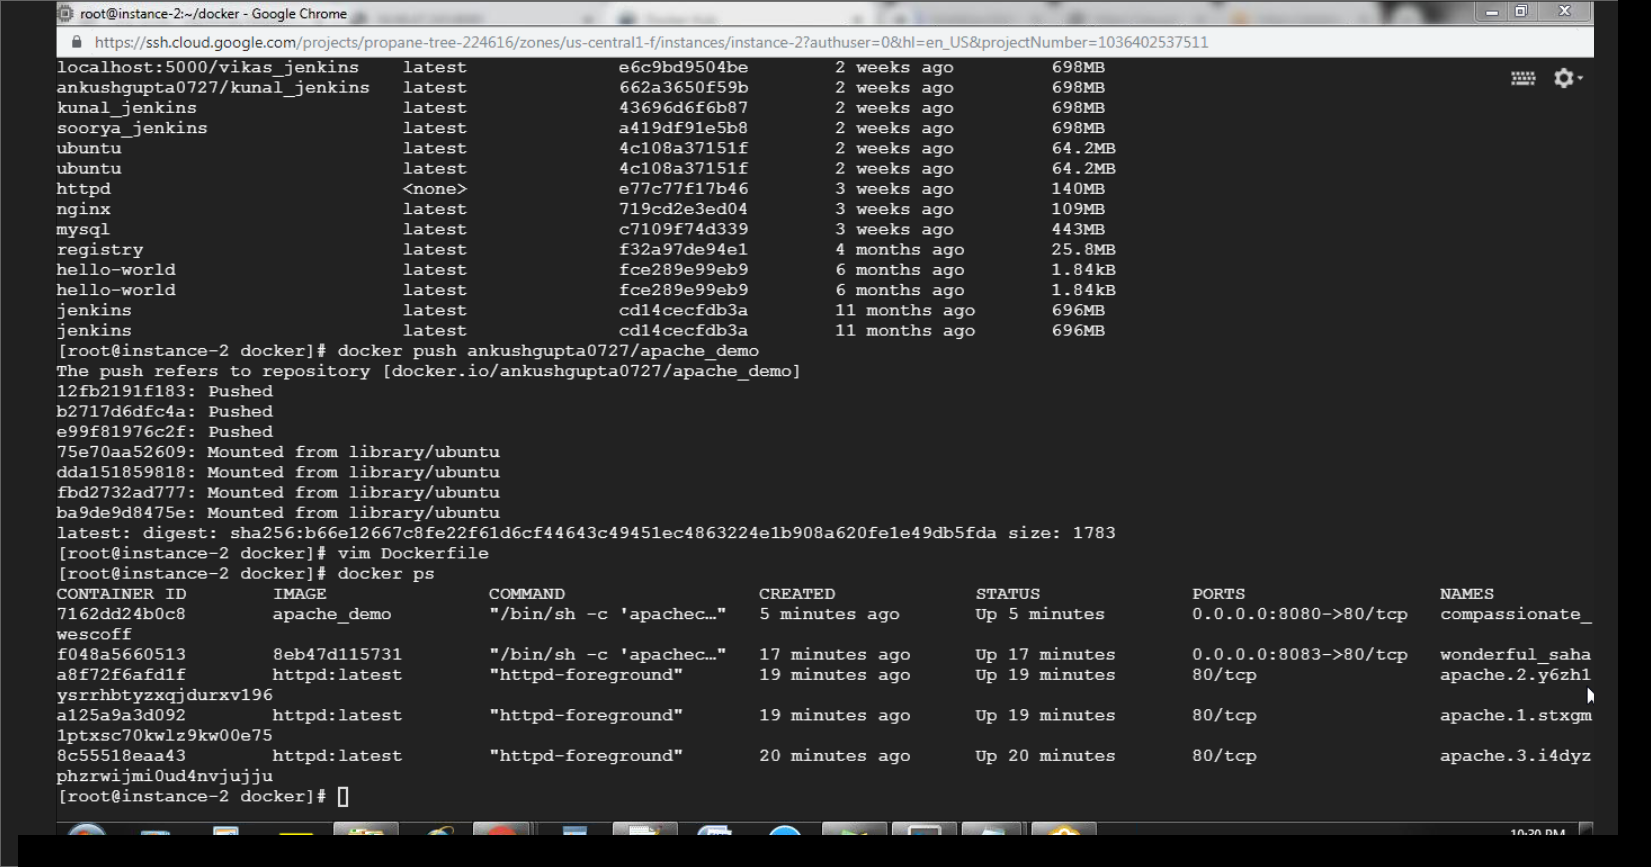 root@instance-2:~/docker - Google Chrome
https://ssh.cloud.google.com/projects/propane-tree-224616/zones/us-central1-f/instances/instance-2?authuser=0&hl=en_US&projectNumber=1036402537511
localhost:5000/vikas_jenkins latest e6c9bd9504be 2 weeks ago 698MB
ankushgupta0727/kunal_jenkins latest 662a3650f59b 2 weeks ago 698MB
kunal_jenkins latest 43696d6f6b87 2 weeks ago 698MB
soorya_jenkins latest a419df91e5b8 2 weeks ago 698MB
ubuntu latest 4c108a37151f 2 weeks ago 64.2MB
ubuntu latest 4c108a37151f 2 weeks ago 64.2MB
httpd <none> e77c77f17b46 3 weeks ago 140MB
nginx latest 719cd2e3ed04 3 weeks ago 109MB
mysql latest c7109f74d339 3 weeks ago 443MB
registry latest f32a97de94e1 4 months ago 25.8MB
hello-world latest fce289e99eb9 6 months ago 1.84kB
hello-world latest fce289e99eb9 6 months ago 1.84kB
jenkins latest cd14cecfdb3a 11 months ago 696MB
jenkins latest cd14cecfdb3a 11 months ago 696MB
[root@instance-2 docker]# docker push ankushgupta0727/apache_demo
The push refers to repository [docker.io/ankushgupta0727/apache_demo]
12fb2191f183: Pushed
b2717d6dfc4a: Pushed
e99f81976c2f: Pushed
75e70aa52609: Mounted from library/ubuntu
dda151859818: Mounted from library/ubuntu
fbd2732ad777: Mounted from library/ubuntu
ba9de9d8475e: Mounted from library/ubuntu
latest: digest: sha256:b66e12667c8fe22f61d6cf44643c49451ec4863224e1b908a620fe1e49db5fda size: 1783
[root@instance-2 docker]# vim Dockerfile
[root@instance-2 docker]# docker ps
CONTAINER ID IMAGE COMMAND CREATED STATUS PORTS NAMES
7162dd24b0c8 apache_demo "/bin/sh -c 'apachec…" 5 minutes ago Up 5 minutes 0.0.0.0:8080->80/tcp compassionate_
wescoff
f048a5660513 8eb47d115731 "/bin/sh -c 'apachec…" 17 minutes ago Up 17 minutes 0.0.0.0:8083->80/tcp wonderful_saha
a8f72f6afd1f httpd:latest "httpd-foreground" 19 minutes ago Up 19 minutes 80/tcp apache.2.y6zh1
ysrrhbtyzxqjdurxv196
a125a9a3d092 httpd:latest "httpd-foreground" 19 minutes ago Up 19 minutes 80/tcp apache.1.stxgm
1ptxsc70kwlz9kw00e75
8c55518eaa43 httpd:latest "httpd-foreground" 20 minutes ago Up 20 minutes 80/tcp apache.3.i4dyz
phzrwijmi0ud4nvjujju
[root@instance-2 docker]#
10:30 PM